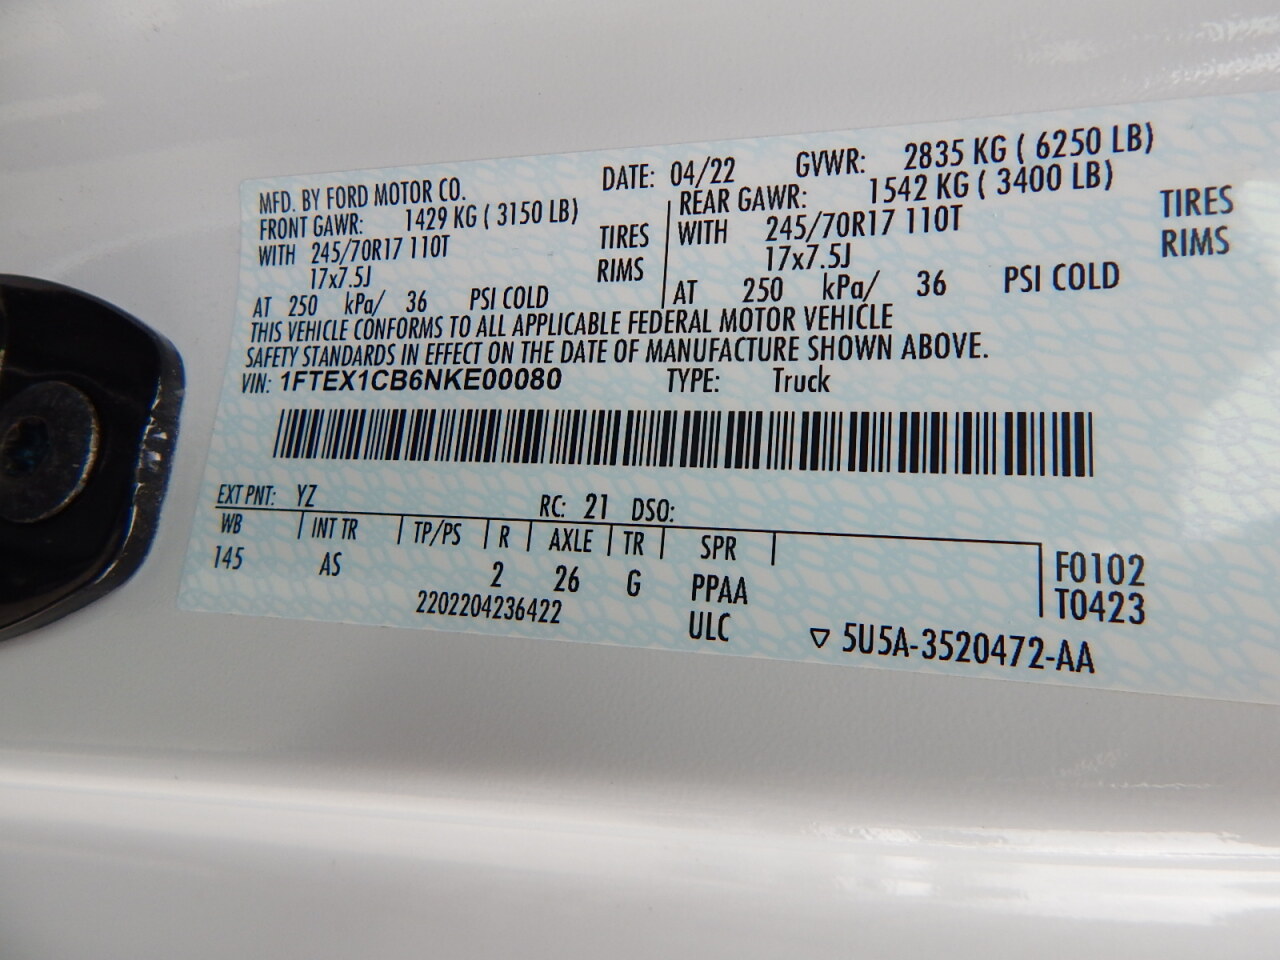 MFD. BY FORD MOTOR CO. DATE: 04/22 GVWR: 2835 KG ( 6250 LB)
FRONT GAWR: 1429 KG ( 3150 LB) REAR GAWR: 1542 KG ( 3400 LB)
WITH 245/70R17 110T TIRES WITH 245/70R17 110T TIRES
17x7.5J RIMS 17x7.5J RIMS
AT 250 kPa/ 36 PSI COLD AT 250 kPa/ 36 PSI COLD
THIS VEHICLE CONFORMS TO ALL APPLICABLE FEDERAL MOTOR VEHICLE
SAFETY STANDARDS IN EFFECT ON THE DATE OF MANUFACTURE SHOWN ABOVE.
VIN: 1FTEX1CB6NKE00080 TYPE: Truck
EXT PNT: YZ RC: 21 DSO:
WB INT TR TP/PS R AXLE TR SPR
145 AS 2 26 G PPAA F0102
2202204236422 ULC T0423
▽ 5U5A-3520472-AA